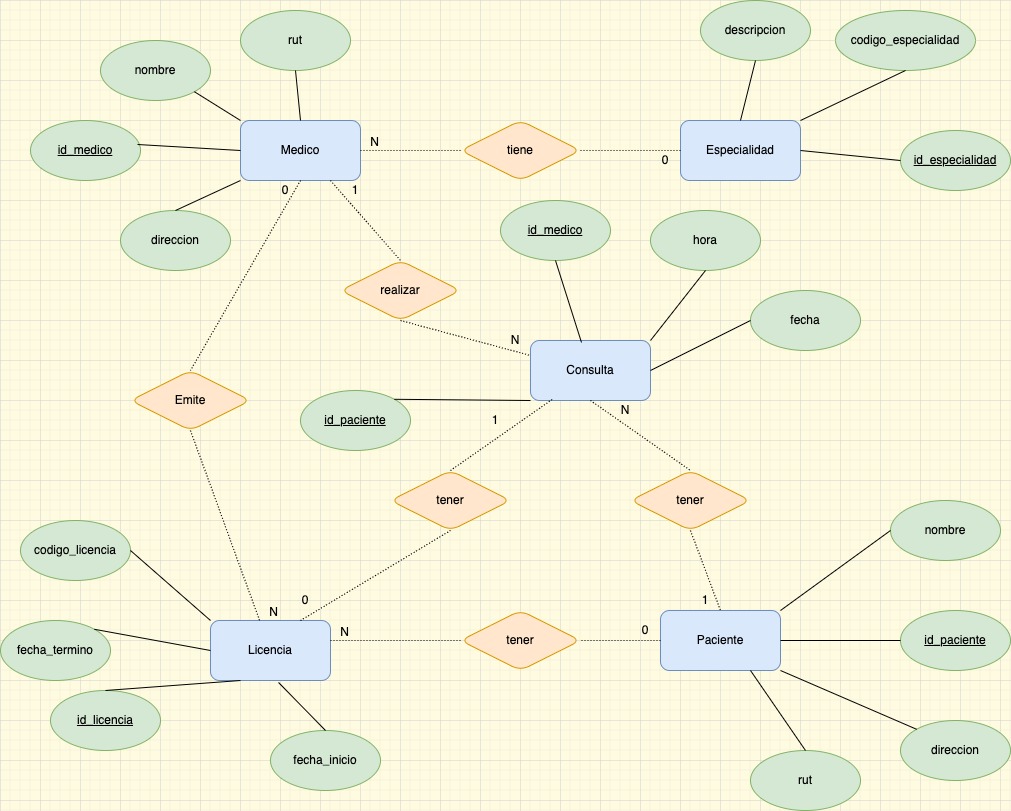 rut
descripcion
codigo_especialidad
nombre
id_medico
Medico
N
tiene
0
Especialidad
id_especialidad
0
1
direccion
id_medico
hora
realizar
fecha
N
Consulta
Emite
id_paciente
1
N
tener
tener
nombre
codigo_licencia
0
1
N
N
0
fecha_termino
Licencia
tener
Paciente
id_paciente
id_licencia
fecha_inicio
direccion
rut